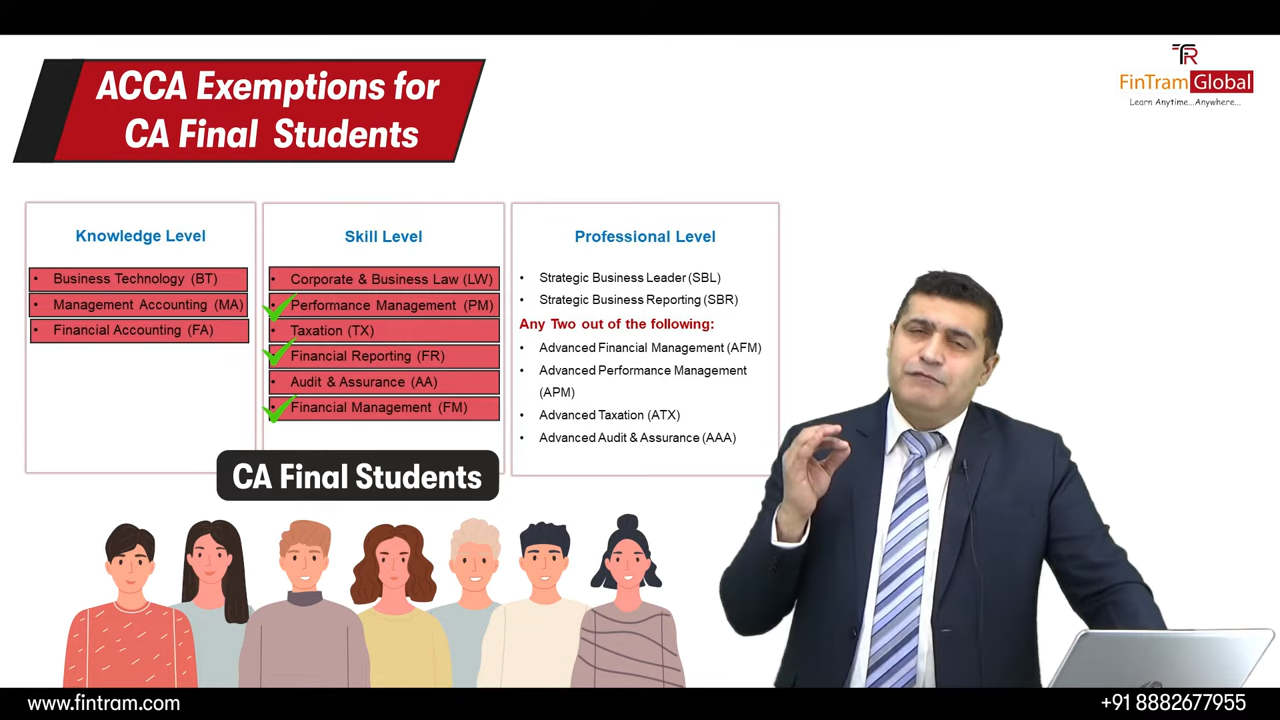 ACCA Exemptions for
CA Final Students
FinTram Global
Learn Anytime...Anywhere...
Knowledge Level
• Business Technology (BT)
• Management Accounting (MA)
• Financial Accounting (FA)
Skill Level
• Corporate & Business Law (LW)
• Performance Management (PM)
• Taxation (TX)
• Financial Reporting (FR)
• Audit & Assurance (AA)
• Financial Management (FM)
Professional Level
• Strategic Business Leader (SBL)
• Strategic Business Reporting (SBR)
Any Two out of the following:
• Advanced Financial Management (AFM)
• Advanced Performance Management
(APM)
• Advanced Taxation (ATX)
• Advanced Audit & Assurance (AAA)
CA Final Students
www.fintram.com
+91 8882677955